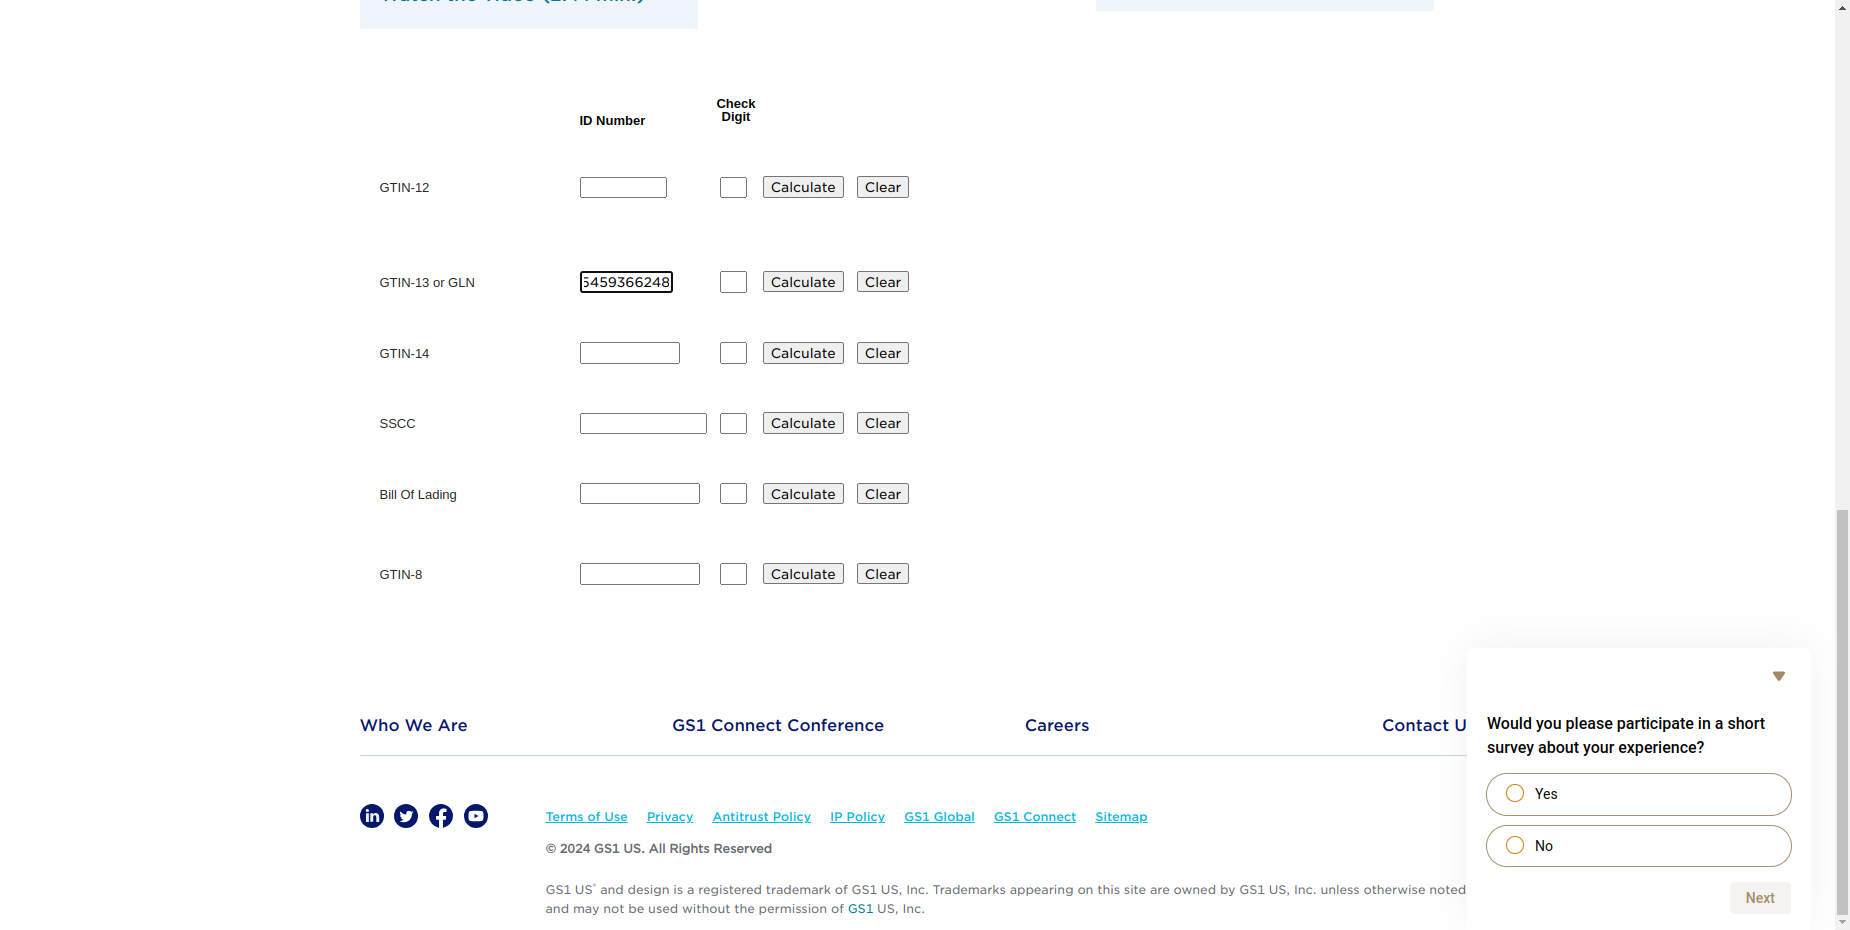 ID Number
Check
Digit
GTIN-12
Calculate
Clear
GTIN-13 or GLN
5459366248
Calculate
Clear
GTIN-14
Calculate
Clear
SSCC
Calculate
Clear
Bill Of Lading
Calculate
Clear
GTIN-8
Calculate
Clear
Would you please participate in a short
survey about your experience?
Yes
No
Next
Who We Are
GS1 Connect Conference
Careers
Contact U
Terms of Use
Privacy
Antitrust Policy
IP Policy
GS1 Global
GS1 Connect
Sitemap
© 2024 GS1 US. All Rights Reserved
GS1 US® and design is a registered trademark of GS1 US, Inc. Trademarks appearing on this site are owned by GS1 US, Inc. unless otherwise noted
and may not be used without the permission of GS1 US, Inc.